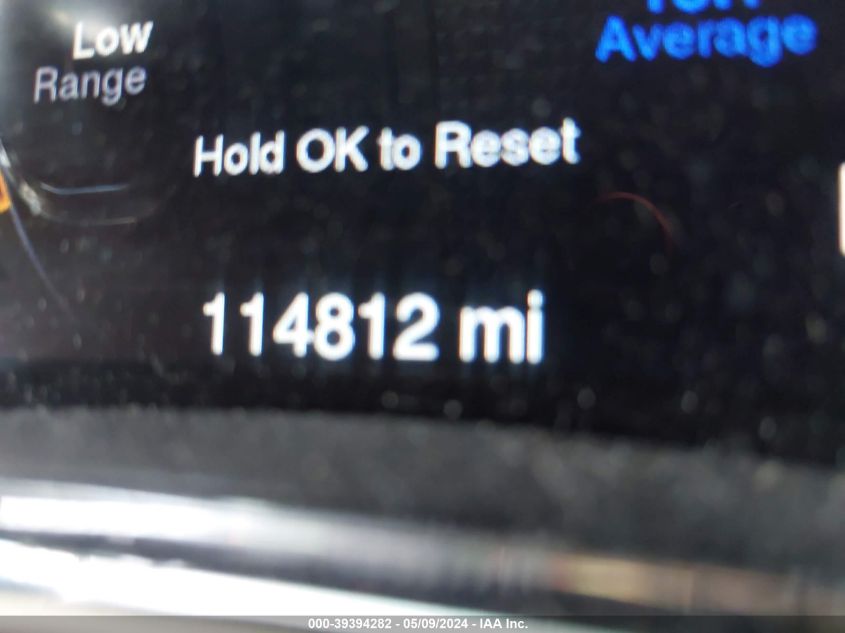 Low
Average
Range
Hold OK to Reset
114812 mi
000-39394282 - 05/09/2024 - IAA Inc.